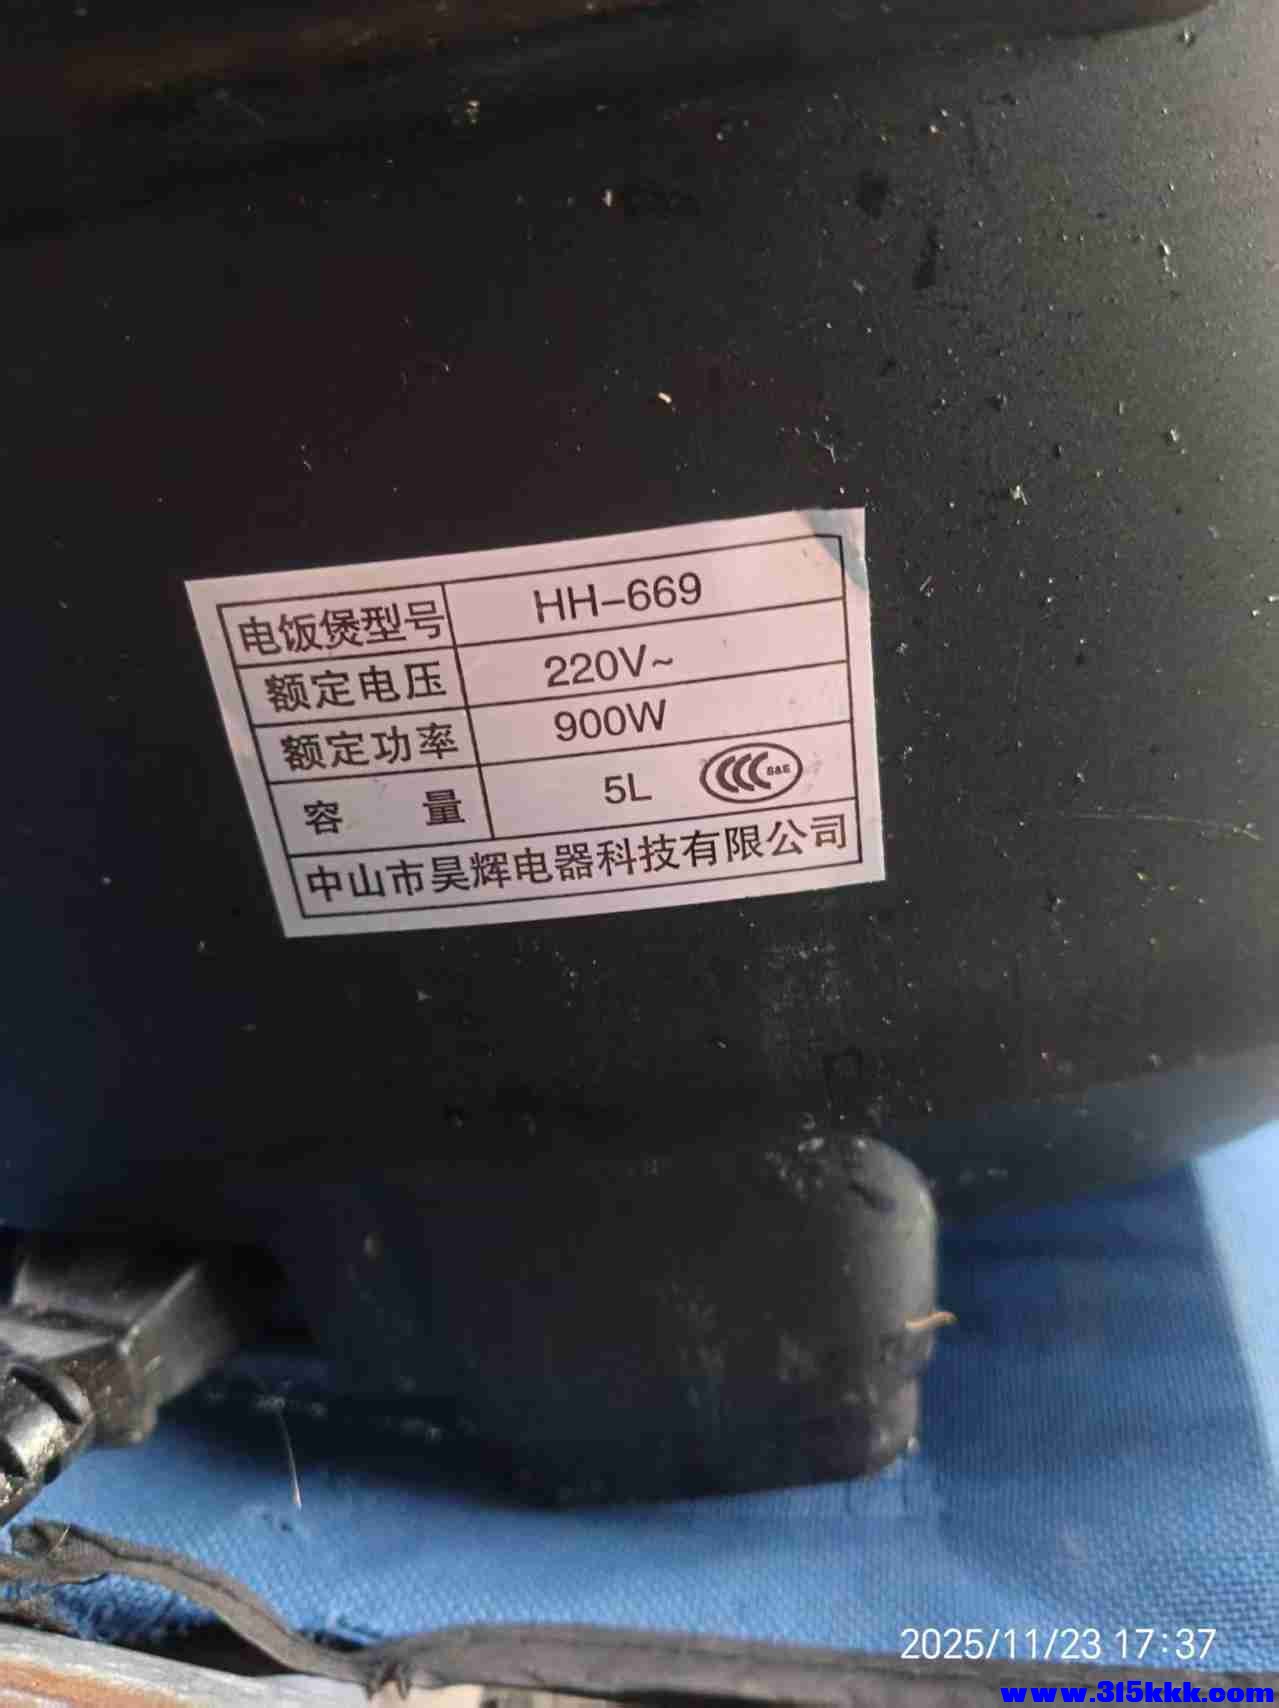 电饭煲型号 HH-669
额定电压 220V~
额定功率 900W
容 量 5L CCC S&E
中山市昊辉电器科技有限公司
2025/11/23 17:37
www.315kkk.com